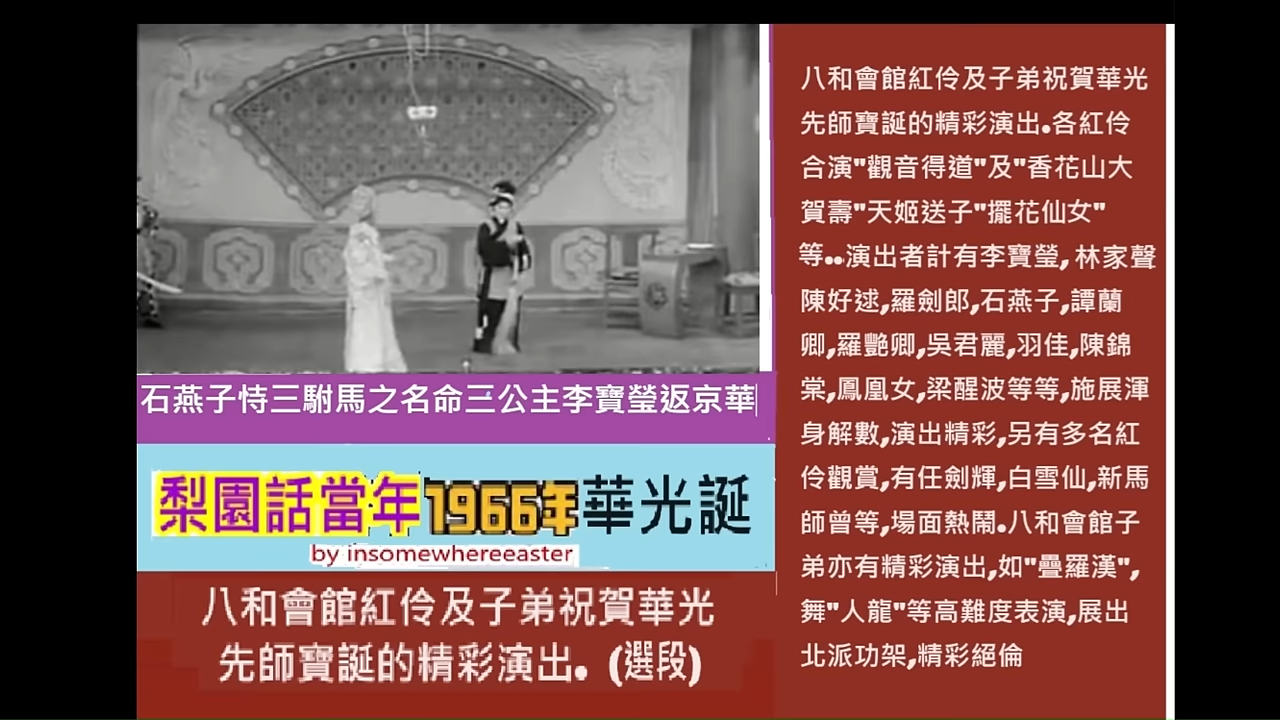 石燕子恃三駙馬之名命三公主李寶瑩返京華
梨園話當年1966年華光誕
by insomewhereeaster
八和會館紅伶及子弟祝賀華光
先師寶誕的精彩演出. (選段)
八和會館紅伶及子弟祝賀華光
先師寶誕的精彩演出.各紅伶
合演"觀音得道"及"香花山大
賀壽"天姬送子"擺花仙女"
等..演出者計有李寶瑩,林家聲
陳好逑,羅劍郎,石燕子,譚蘭
卿,羅艷卿,吳君麗,羽佳,陳錦
棠,鳳凰女,梁醒波等等,施展渾
身解數,演出精彩,另有多名紅
伶觀賞,有任劍輝,白雪仙,新馬
師曾等,場面熱鬧.八和會館子
弟亦有精彩演出,如"疊羅漢",
舞"人龍"等高難度表演,展出
北派功架,精彩絕倫